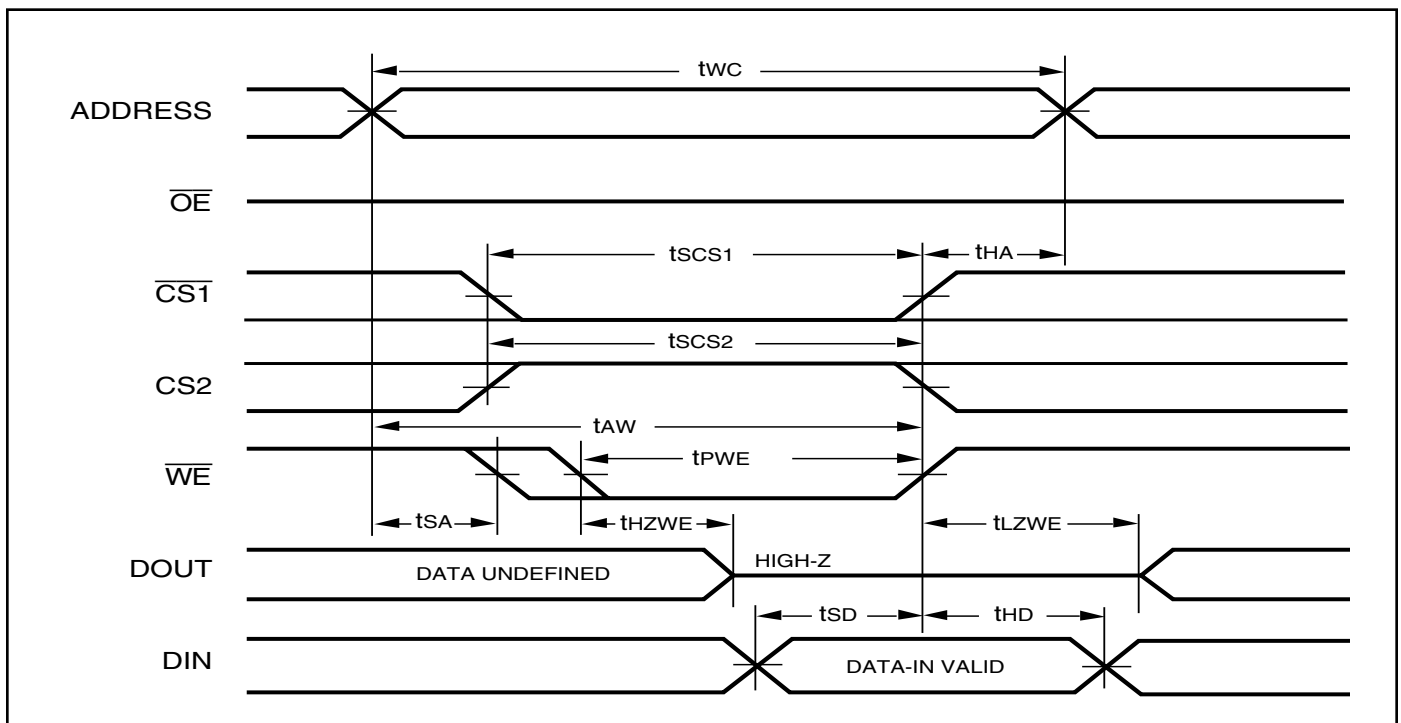 tWC
ADDRESS
OE
tSCS1
tHA
CS1
tSCS2
CS2
tAW
WE
tPWE
tSA
tHZWE
tLZWE
DOUT
DATA UNDEFINED
HIGH-Z
tSD
tHD
DIN
DATA-IN VALID